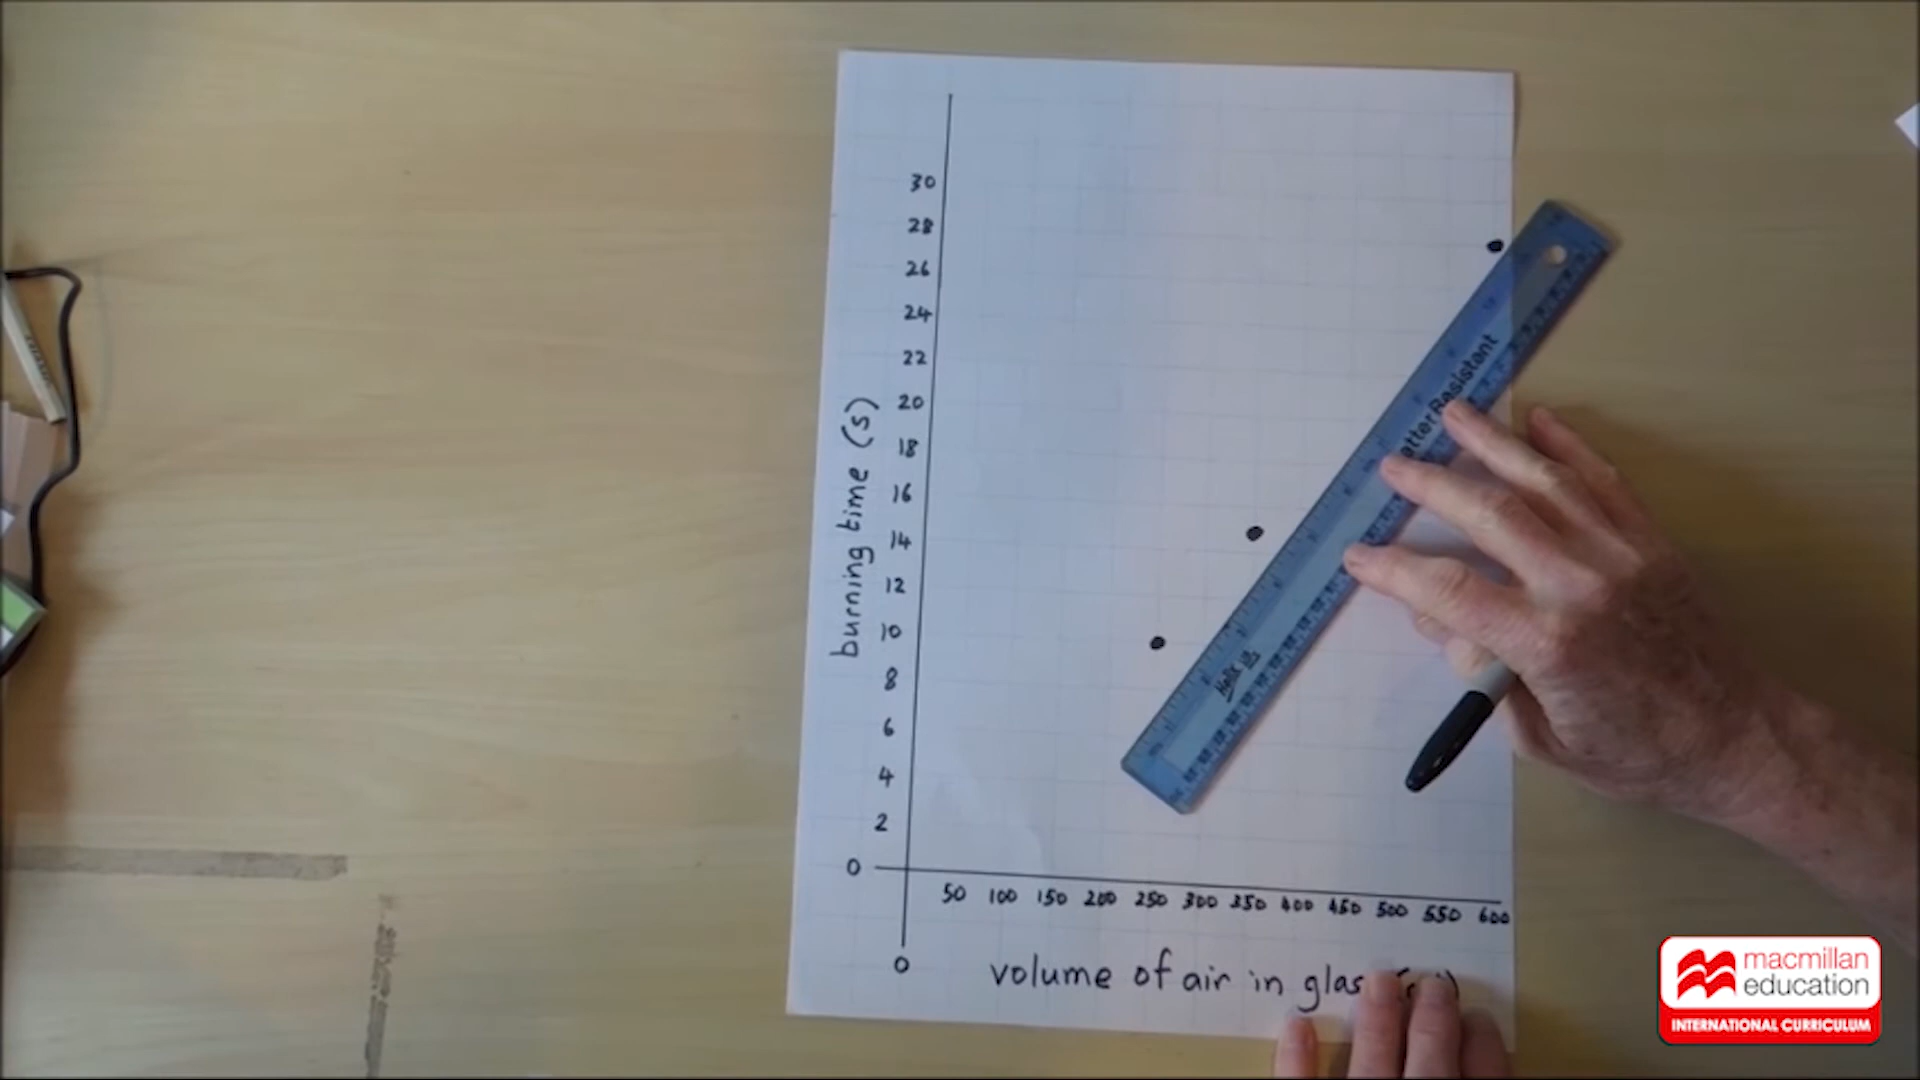 30
28
26
24
22
20
18
16
14
12
10
8
6
4
2
0
burning time (s)
50 100 150 200 250 300 350 400 450 500 550 600
0
volume of air in
Resistant
Helix
macmillan
education
INTERNATIONAL CURRICULUM